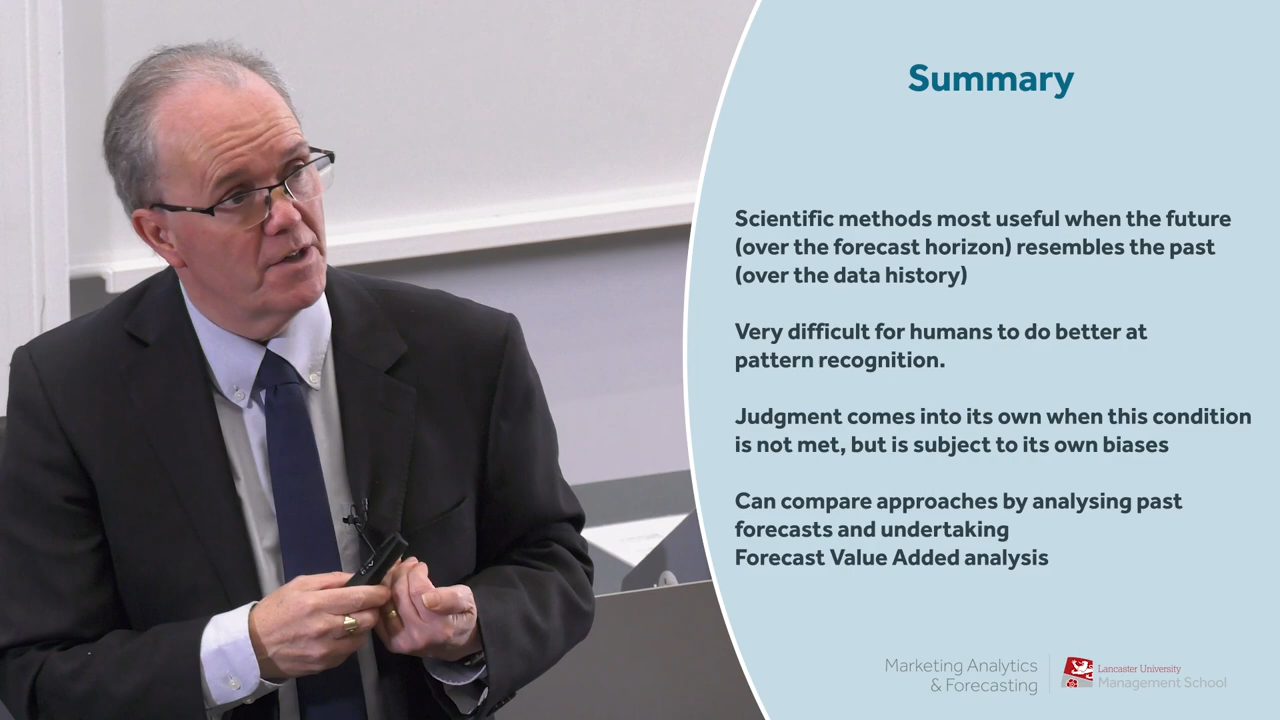 Summary
Scientific methods most useful when the future
(over the forecast horizon) resembles the past
(over the data history)
Very difficult for humans to do better at
pattern recognition.
Judgment comes into its own when this condition
is not met, but is subject to its own biases
Can compare approaches by analysing past
forecasts and undertaking
Forecast Value Added analysis
Marketing Analytics
& Forecasting
Lancaster University
Management School